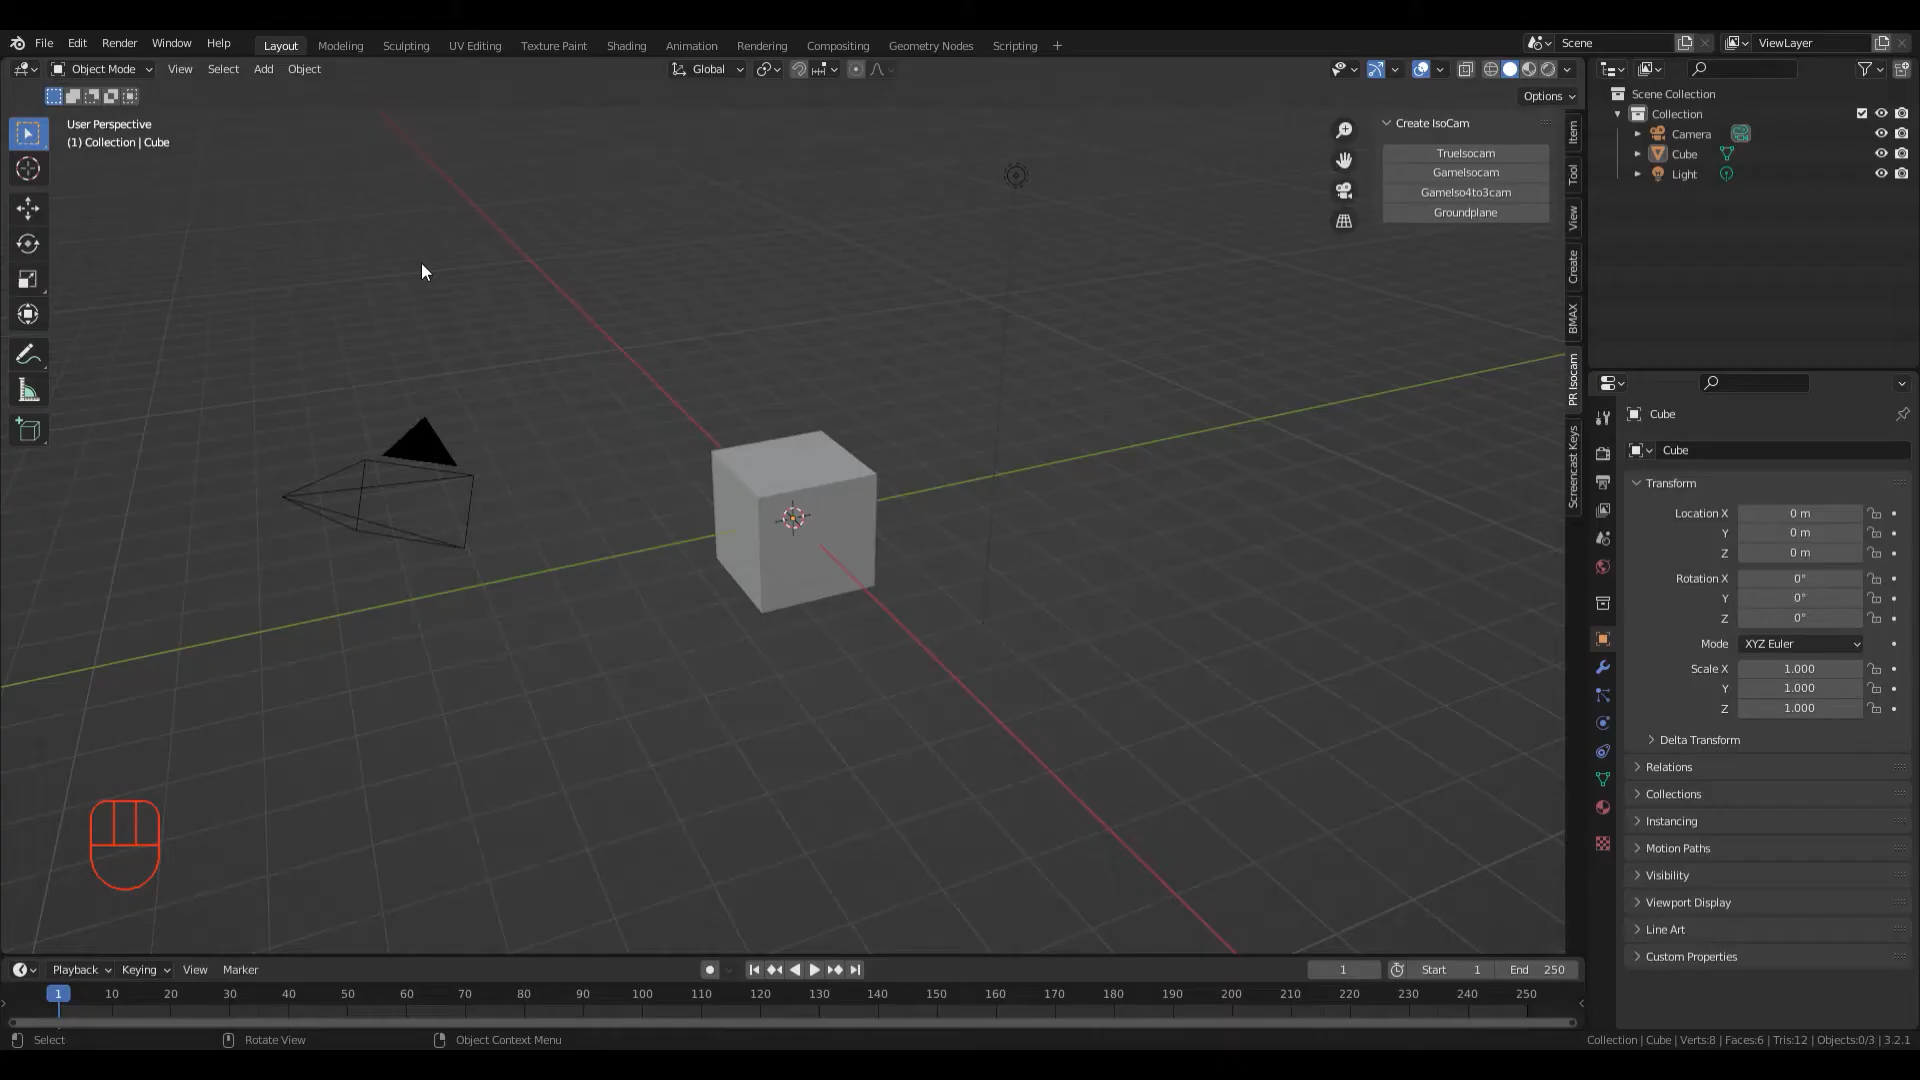 File Edit Render Window Help Layout Modeling Sculpting UV Editing Texture Paint Shading Animation Rendering Compositing Geometry Nodes Scripting + Scene ViewLayer
Object Mode View Select Add Object Global
Options
User Perspective
(1) Collection | Cube
Create IsoCam
TrueIsocam
GameIsocam
GameIso4to3cam
Groundplane
Item
Tool
View
Create
BMAX
PR Isocam
Screencast Keys
Scene Collection
Collection
Camera
Cube
Light
Cube
Cube
Transform
Location X 0 m
Y 0 m
Z 0 m
Rotation X 0°
Y 0°
Z 0°
Mode XYZ Euler
Scale X 1.000
Y 1.000
Z 1.000
Delta Transform
Relations
Collections
Instancing
Motion Paths
Visibility
Viewport Display
Line Art
Custom Properties
Playback Keying View Marker 1 Start 1 End 250
1 10 20 30 40 50 60 70 80 90 100 110 120 130 140 150 160 170 180 190 200 210 220 230 240 250
Select Rotate View Object Context Menu Collection | Cube | Verts:8 | Faces:6 | Tris:12 | Objects:0/3 | 3.2.1